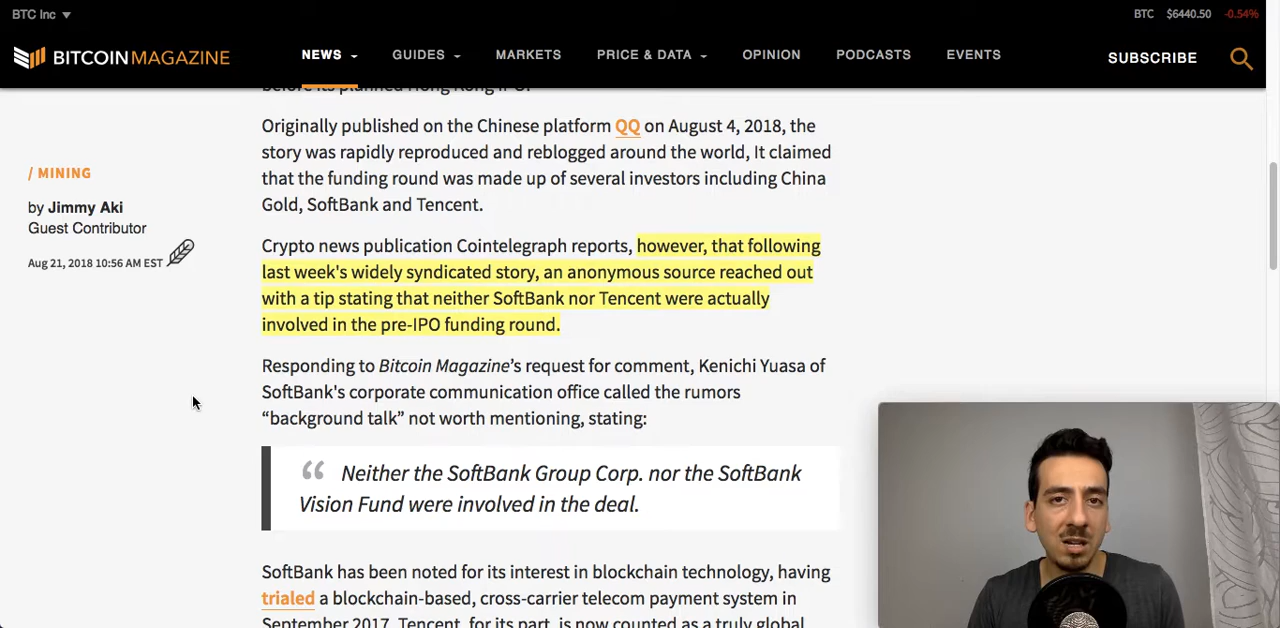 BTC Inc
BTC $6440.50 -0.54%
BITCOINMAGAZINE
NEWS GUIDES MARKETS PRICE & DATA OPINION PODCASTS EVENTS
SUBSCRIBE
before its planned Hong Kong IPO.
Originally published on the Chinese platform QQ on August 4, 2018, the
story was rapidly reproduced and reblogged around the world, It claimed
that the funding round was made up of several investors including China
Gold, SoftBank and Tencent.
/ MINING
by Jimmy Aki
Guest Contributor
Aug 21, 2018 10:56 AM EST
Crypto news publication Cointelegraph reports, however, that following
last week's widely syndicated story, an anonymous source reached out
with a tip stating that neither SoftBank nor Tencent were actually
involved in the pre-IPO funding round.
Responding to Bitcoin Magazine's request for comment, Kenichi Yuasa of
SoftBank's corporate communication office called the rumors
“background talk” not worth mentioning, stating:
“ Neither the SoftBank Group Corp. nor the SoftBank
Vision Fund were involved in the deal.
SoftBank has been noted for its interest in blockchain technology, having
trialed a blockchain-based, cross-carrier telecom payment system in
September 2017. Tencent, for its part, is now counted as a truly global